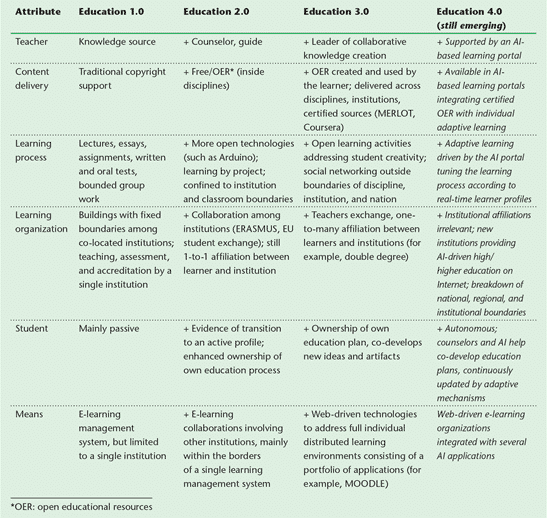 Attribute Education 1.0 Education 2.0 Education 3.0 Education 4.0
(still emerging)
Teacher Knowledge source + Counselor, guide + Leader of collaborative
knowledge creation
+ Supported by an AI-
based learning portal
Content
delivery
Traditional copyright
support
+ Free/OER* (inside
disciplines)
+ OER created and used by
the learner; delivered across
disciplines, institutions,
certified sources (MERLOT,
Coursera)
+ Available in AI-
based learning portals
integrating certified
OER with individual
adaptive learning
Learning
process
Lectures, essays,
assignments, written
and oral tests,
bounded group
work
+ More open technologies
(such as Arduino);
learning by project;
confined to institution
and classroom boundaries
+ Open learning activities
addressing student creativity;
social networking outside
boundaries of discipline,
institution, and nation
+ Adaptive learning
driven by the AI portal
tuning the learning
process according to
real-time learner profiles
Learning
organization
Buildings with fixed
boundaries among
co-located institutions;
teaching, assessment,
and accreditation by a
single institution
+ Collaboration among
institutions (ERASMUS, EU
student exchange); still
1-to-1 affiliation between
learner and institution
+ Teachers exchange, one-
to-many affiliation between
learners and institutions (for
example, double degree)
+ Institutional affiliations
irrelevant; new
institutions providing
AI-driven high/
higher education on
Internet; breakdown of
national, regional, and
institutional boundaries
Student Mainly passive + Evidence of transition
to an active profile;
enhanced ownership of
own education process
+ Ownership of own
education plan, co-develops
new ideas and artifacts
+ Autonomous;
counselors and AI help
co-develop education
plans, continuously
updated by adaptive
mechanisms
Means E-learning
management
system, but limited
to a single institution
+ E-learning
collaborations involving
other institutions, mainly
within the borders
of a single learning
management system
+ Web-driven technologies
to address full individual
distributed learning
environments consisting of a
portfolio of applications (for
example, MOODLE)
Web-driven e-learning
organizations
integrated with several
AI applications
*OER: open educational resources